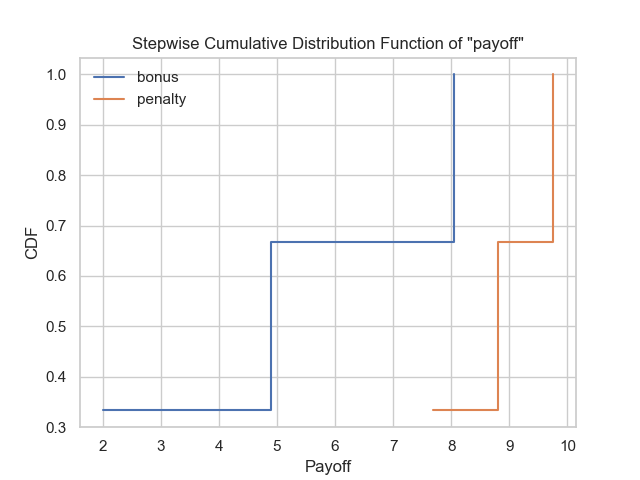 Stepwise Cumulative Distribution Function of "payoff"
bonus
penalty
1.0
0.9
0.8
0.7
0.6
0.5
0.4
0.3
CDF
2 3 4 5 6 7 8 9 10
Payoff